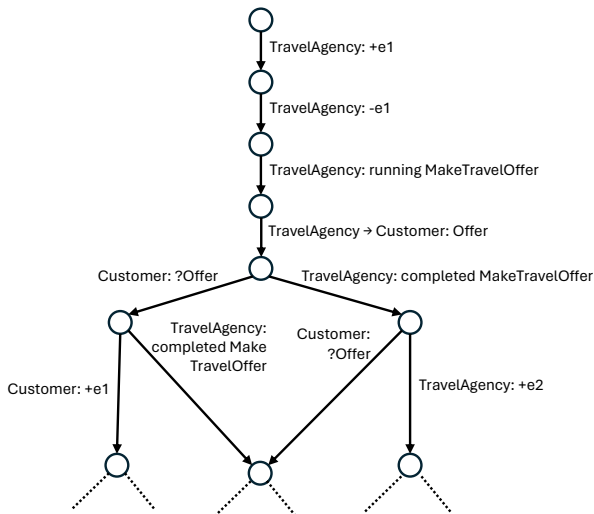 TravelAgency: +e1
TravelAgency: -e1
TravelAgency: running MakeTravelOffer
TravelAgency → Customer: Offer
Customer: ?Offer
TravelAgency: completed MakeTravelOffer
TravelAgency:
completed Make
TravelOffer
Customer:
?Offer
Customer: +e1
TravelAgency: +e2